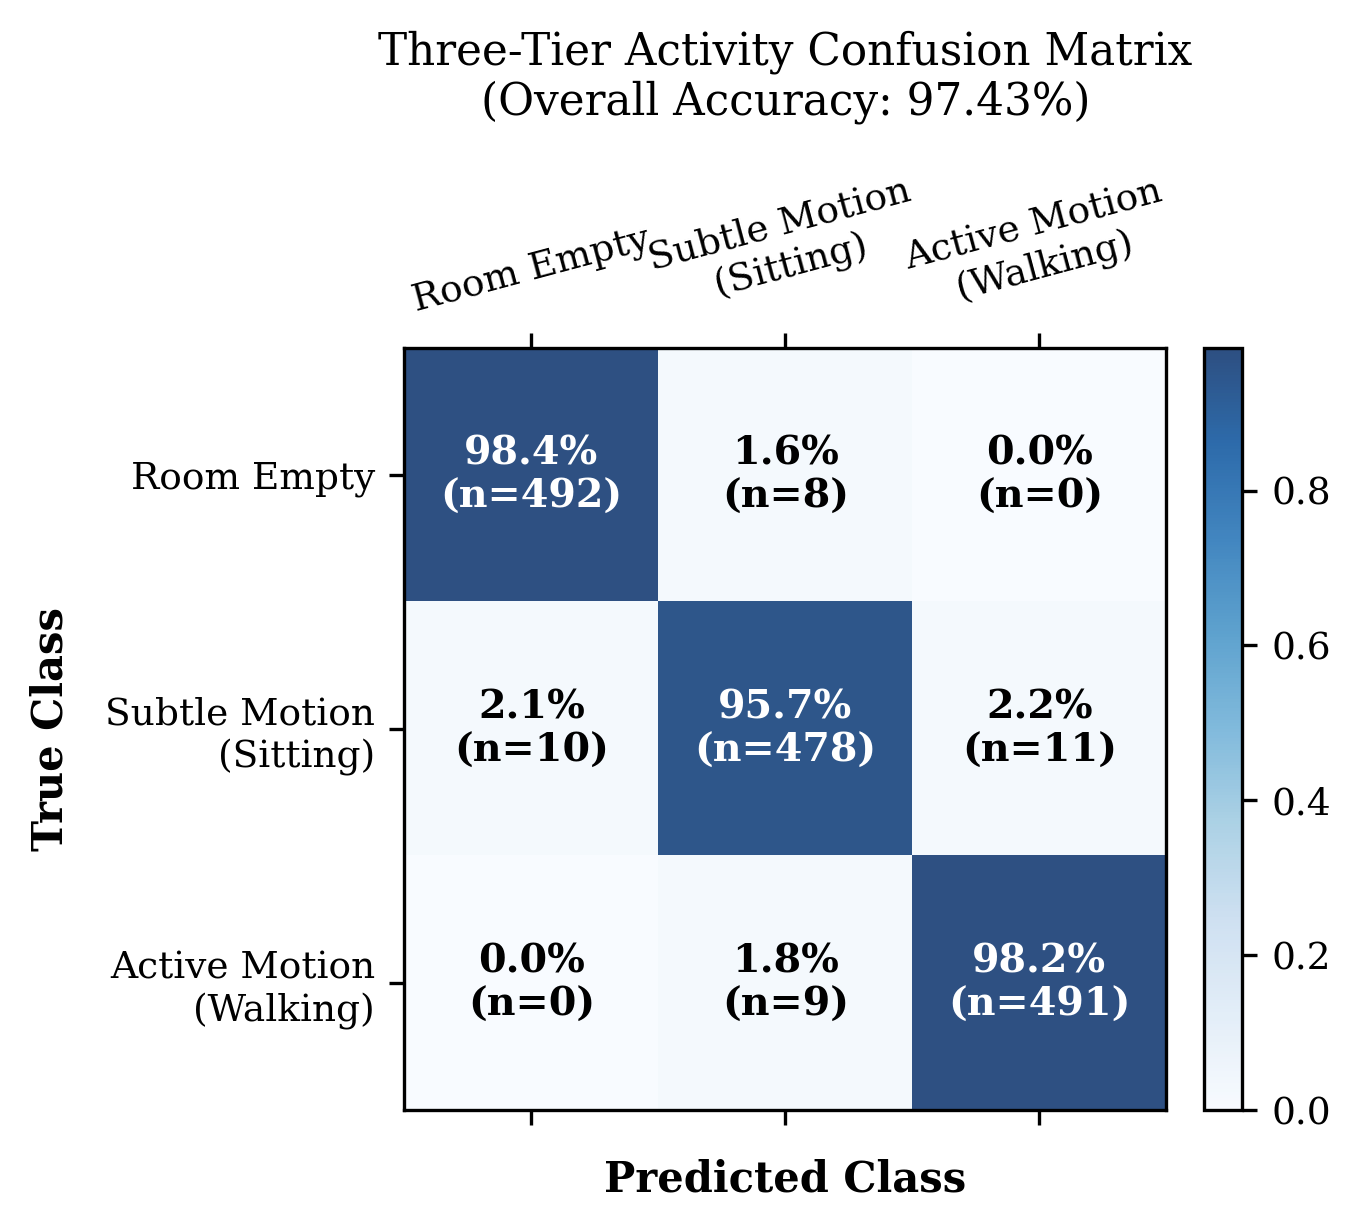 Three-Tier Activity Confusion Matrix
(Overall Accuracy: 97.43%)
Room Empty
Subtle Motion
(Sitting)
Active Motion
(Walking)
True Class
Room Empty
98.4%
(n=492)
1.6%
(n=8)
0.0%
(n=0)
Subtle Motion
(Sitting)
2.1%
(n=10)
95.7%
(n=478)
2.2%
(n=11)
Active Motion
(Walking)
0.0%
(n=0)
1.8%
(n=9)
98.2%
(n=491)
0.8
0.6
0.4
0.2
0.0
Predicted Class